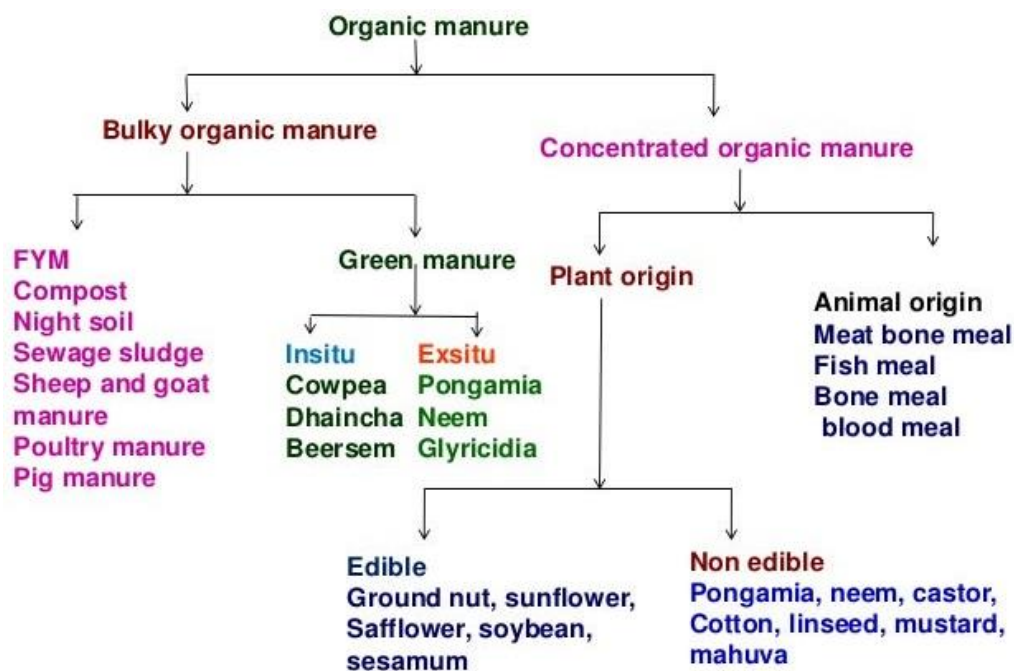 Organic manure
Bulky organic manure
Concentrated organic manure
FYM
Compost
Night soil
Sewage sludge
Sheep and goat
manure
Poultry manure
Pig manure
Green manure
Insitu
Cowpea
Dhaincha
Beersem
Exsitu
Pongamia
Neem
Glyricidia
Plant origin
Animal origin
Meat bone meal
Fish meal
Bone meal
blood meal
Edible
Ground nut, sunflower,
Safflower, soybean,
sesamum
Non edible
Pongamia, neem, castor,
Cotton, linseed, mustard,
mahuva